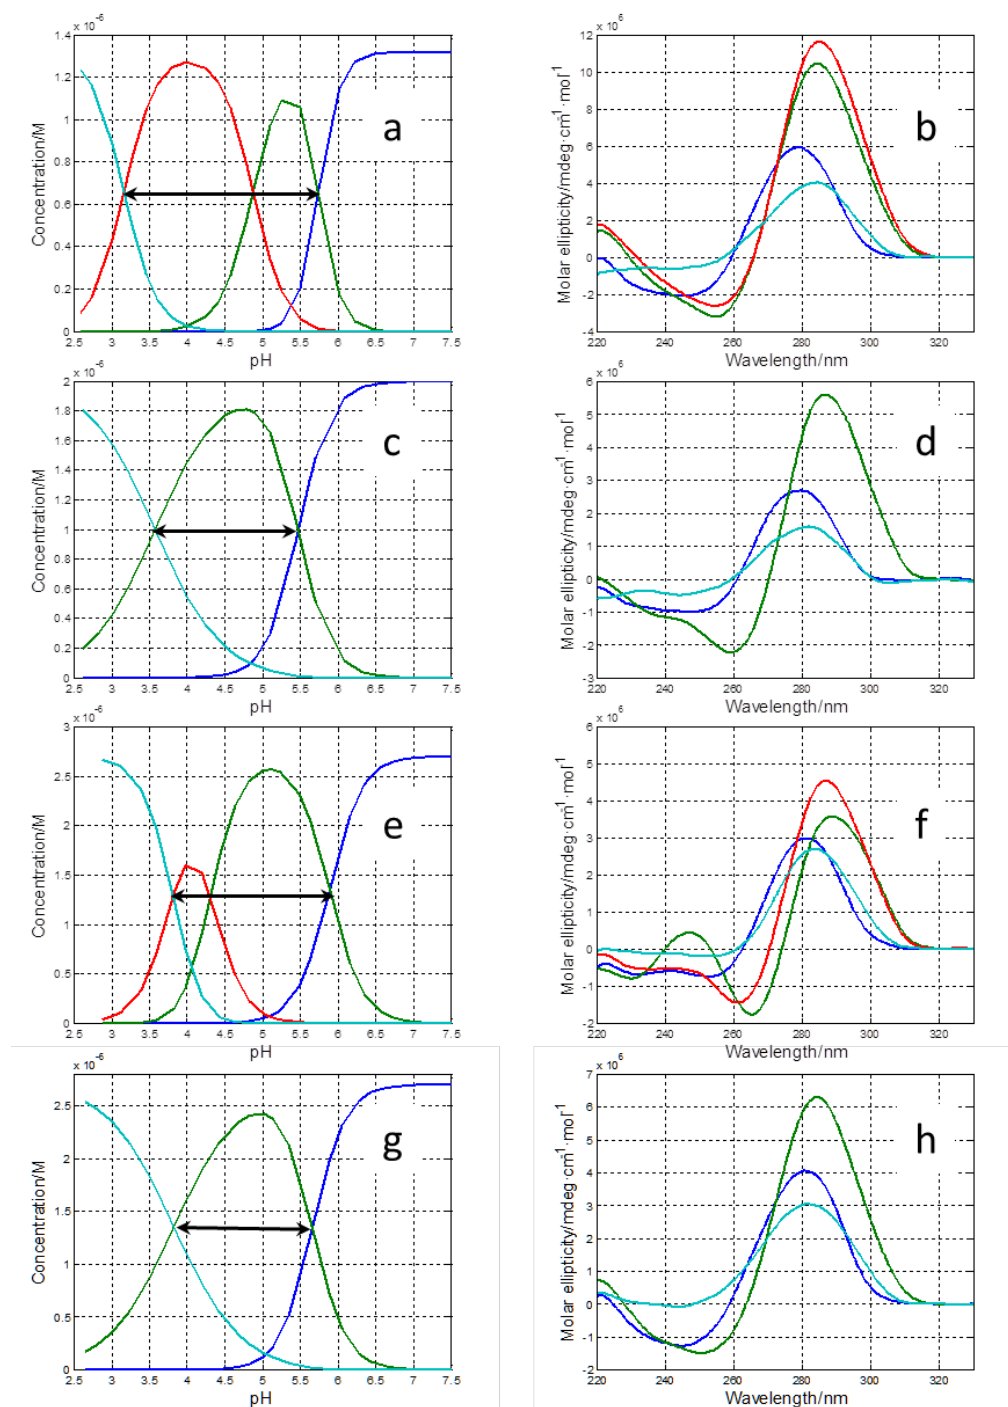 x 10⁻⁶
1.4
1.2
1
0.8
0.6
0.4
0.2
0
Concentration/M
a
2.5 3 3.5 4 4.5 5 5.5 6 6.5 7 7.5
pH
x 10⁶
12
10
8
6
4
2
0
-2
-4
Molar ellipticity/mdeg·cm⁻¹·mol⁻¹
b
220 240 260 280 300 320
Wavelength/nm
x 10⁻⁶
2
1.8
1.6
1.4
1.2
1
0.8
0.6
0.4
0.2
0
Concentration/M
c
2.5 3 3.5 4 4.5 5 5.5 6 6.5 7 7.5
pH
x 10⁶
6
5
4
3
2
1
0
-1
-2
-3
Molar ellipticity/mdeg·cm⁻¹·mol⁻¹
d
220 240 260 280 300 320
Wavelength/nm
x 10⁻⁶
3
2.5
2
1.5
1
0.5
0
Concentration/M
e
2.5 3 3.5 4 4.5 5 5.5 6 6.5 7 7.5
pH
x 10⁶
6
5
4
3
2
1
0
-1
-2
Molar ellipticity/mdeg·cm⁻¹·mol⁻¹
f
220 240 260 280 300 320
Wavelength/nm
x 10⁻⁶
2.5
2
1.5
1
0.5
0
Concentration/M
g
2.5 3 3.5 4 4.5 5 5.5 6 6.5 7 7.5
pH
x 10⁶
7
6
5
4
3
2
1
0
-1
-2
Molar ellipticity/mdeg·cm⁻¹·mol⁻¹
h
220 240 260 280 300 320
Wavelength/nm